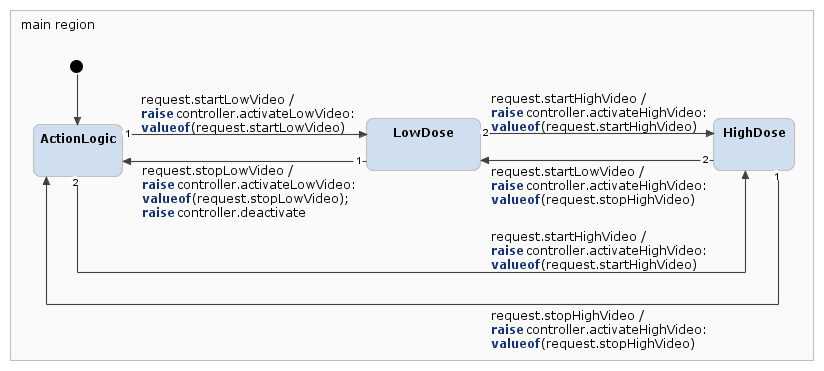 main region
request.startLowVideo /
raise controller.activateLowVideo:
valueof(request.startLowVideo)
request.startHighVideo /
raise controller.activateHighVideo:
valueof(request.startHighVideo)
ActionLogic
1
LowDose
2
HighDose
1
2
request.stopLowVideo /
raise controller.activateLowVideo:
valueof(request.stopLowVideo);
raise controller.deactivate
request.startLowVideo /
raise controller.activateHighVideo:
valueof(request.stopHighVideo)
2
1
request.startHighVideo /
raise controller.activateHighVideo:
valueof(request.startHighVideo)
request.stopHighVideo /
raise controller.activateHighVideo:
valueof(request.stopHighVideo)